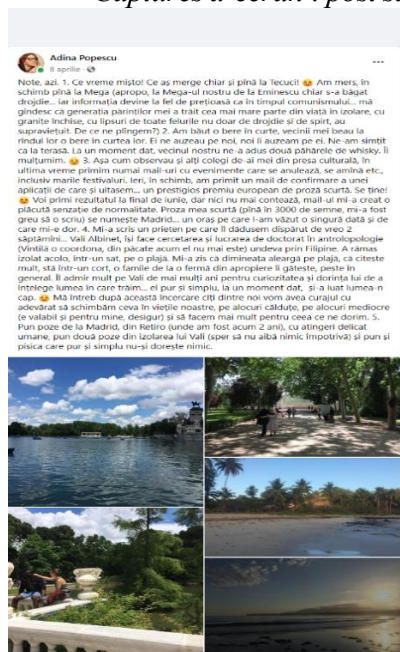 Captures d'écran : post s
Adina Popescu
8 aprilie ·
Note, azi. 1. Ce vreme mișto! Ce aș merge chiar și pînă la Tecuci! Am mers, în
schimb pînă la Mega (apropo, la Mega-ul nostru de la Eminescu chiar s-a băgat
drojdie... iar informația devine la fel de prețioasă ca în timpul comunismului... mă
gîndesc că generația părinților mei a trăit cea mai mare parte din viață în izolare, cu
granițe închise, cu lipsuri de toate felurile nu doar de drojdie și de spirt, au
supraviețuit. De ce ne plîngem?) 2. Am băut o bere în curte, vecinii mei beau la
rîndul lor o bere în curtea lor. Ei ne auzeau pe noi, noi îi auzeam pe ei. Ne-am simțit
ca la terasă. La un moment dat, vecinul nostru ne-a adus două păhărele de whisky. Îi
mulțumim. 3. Așa cum observau și alți colegi de-ai mei din presa culturală, în
ultima vreme primim numai mail-uri cu evenimente care se anulează, se amînă etc.,
inclusiv marile festivaluri. Ieri, în schimb, am primit un mail de confirmare a unei
aplicații de care și uitasem... un prestigios premiu european de proză scurtă. Se ține!
Voi primi rezultatul la final de iunie, dar nici nu mai contează, mail-ul mi-a creat o
plăcută senzație de normalitate. Proza mea scurtă (pînă în 3000 de semne, mi-a fost
greu să o scriu) se numește Madrid... un oraș pe care l-am văzut o singură dată și de
care mi-e dor. 4. Mi-a scris un prieten pe care îl dădusem dispărut de vreo 2
săptămîni... Vali Albinet, își face cercetarea și lucrarea de doctorat în antropologie
(Vintilă o coordona, din păcate acum el nu mai este) undeva prin Filipine. A rămas
izolat acolo, într-un sat, pe o plajă. Mi-a zis că dimineața aleargă pe plajă, că citește
mult, stă într-un cort, o familie de la o fermă din apropiere îi gătește, pește în
general. Îl admir mult pe Vali de mai mulți ani pentru curiozitatea și dorința lui de a
înțelege lumea în care trăim... el pur și simplu, la un moment dat, și-a luat lumea-n
cap. Mă întreb după această încercare cîți dintre noi vom avea curajul cu
adevărat să schimbăm ceva în viețile noastre, pe alocuri călduțe, pe alocuri mediocre
(e valabil și pentru mine, desigur) și să facem mai mult pentru ceea ce ne dorim. 5.
Pun poze de la Madrid, din Retiro (unde am fost acum 2 ani), cu atingeri delicat
umane, pun două poze din izolarea lui Vali (sper să nu aibă nimic împotrivă) și pun și
pisica care pur și simplu nu-și dorește nimic.